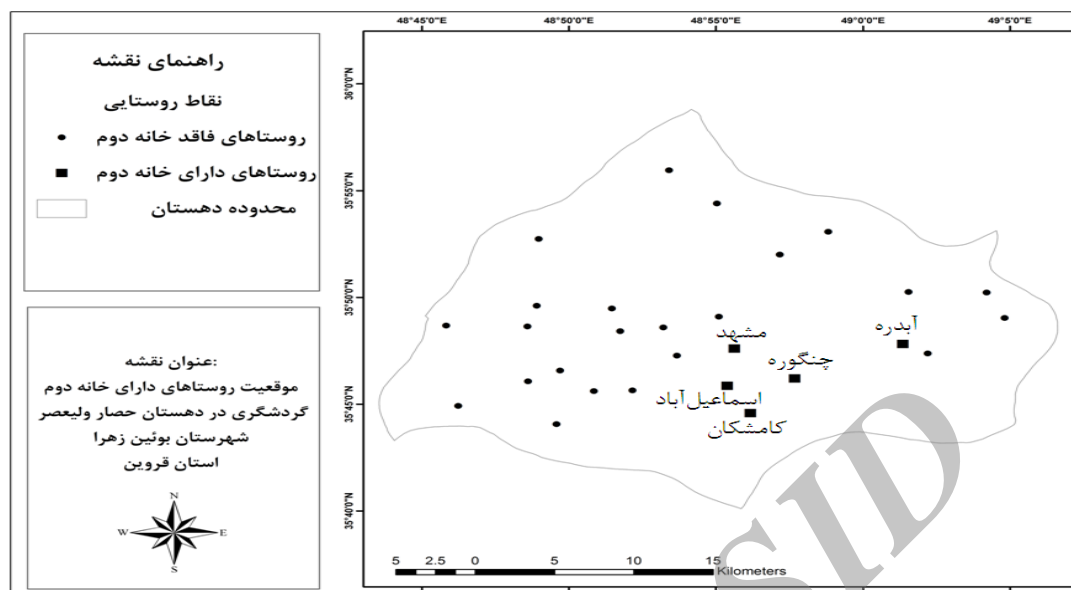 راهنمای نقشه
نقاط روستایی
روستاهای فاقد خانه دوم
روستاهای دارای خانه دوم
محدوده دهستان
عنوان نقشه:
موقعیت روستاهای دارای خانه دوم
گردشگری در دهستان حصار ولیعصر
شهرستان بوئین زهرا
استان قزوین
N
W E
S
48°45'0"E 48°50'0"E 48°55'0"E 49°0'0"E 49°5'0"E
36°0'0"N
35°55'0"N
35°50'0"N
35°45'0"N
35°40'0"N
آبدره
مشهد
چنگوره
اسماعیل‌آباد
کامشکان
5 2.5 0 5 10 15
Kilometers
SID